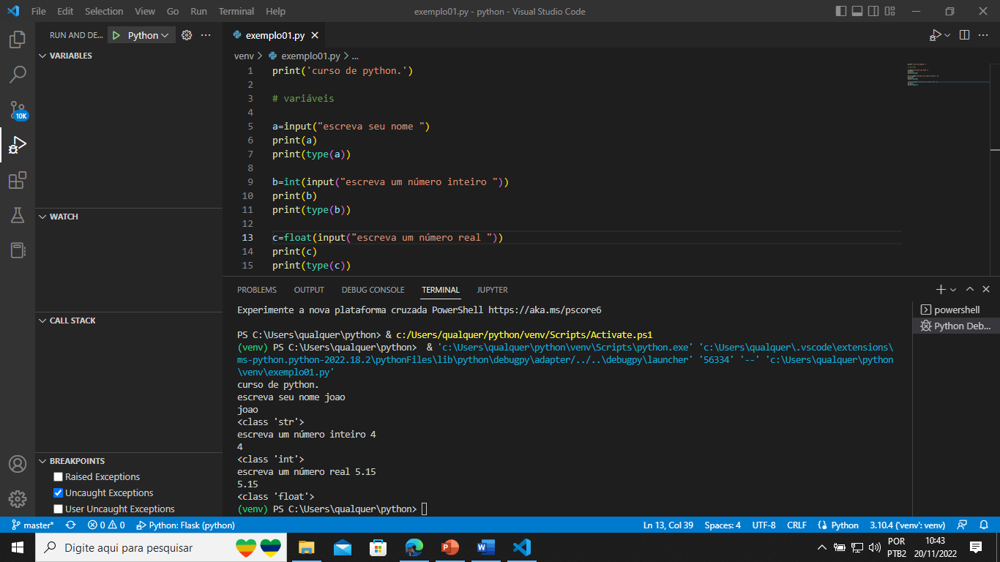 File Edit Selection View Go Run Terminal Help exemplo01.py - python - Visual Studio Code
RUN AND DE... Python
VARIABLES
WATCH
CALL STACK
BREAKPOINTS
Raised Exceptions
Uncaught Exceptions
User Uncaught Exceptions
10K
exemplo01.py
venv > exemplo01.py > ...
1 print('curso de python.')
2
3 # variáveis
4
5 a=input("escreva seu nome ")
6 print(a)
7 print(type(a))
8
9 b=int(input("escreva um número inteiro "))
10 print(b)
11 print(type(b))
12
13 c=float(input("escreva um número real "))
14 print(c)
15 print(type(c))
PROBLEMS OUTPUT DEBUG CONSOLE TERMINAL JUPYTER
Experimente a nova plataforma cruzada PowerShell https://aka.ms/pscore6
PS C:\Users\qualquer\python> & c:/Users/qualquer/python/venv/Scripts/Activate.ps1
(venv) PS C:\Users\qualquer\python>  & 'c:\Users\qualquer\python\venv\Scripts\python.exe' 'c:\Users\qualquer\.vscode\extensions\
ms-python.python-2022.18.2\pythonFiles\lib\python\debugpy\adapter/../..\debugpy\launcher' '56334' '--' 'c:\Users\qualquer\python
\venv\exemplo01.py'
curso de python.
escreva seu nome joao
joao
<class 'str'>
escreva um número inteiro 4
4
<class 'int'>
escreva um número real 5.15
5.15
<class 'float'>
(venv) PS C:\Users\qualquer\python>
powershell
Python Deb...
master* 0 0 Python: Flask (python) Ln 13, Col 39 Spaces: 4 UTF-8 CRLF Python 3.10.4 ('venv': venv)
Digite aqui para pesquisar
POR 10:43
PTB2 20/11/2022